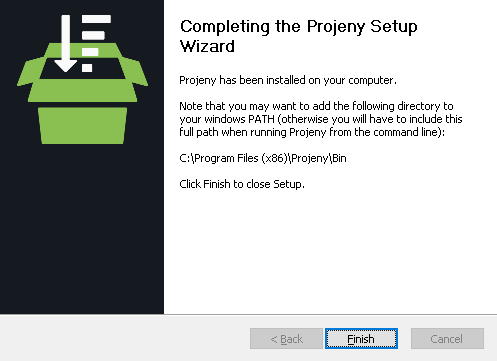 Completing the Projeny Setup
Wizard
Projeny has been installed on your computer.
Note that you may want to add the following directory to
your windows PATH (otherwise you will have to include this
full path when running Projeny from the command line):
C:\Program Files (x86)\Projeny\Bin
Click Finish to close Setup.
< Back
Finish
Cancel